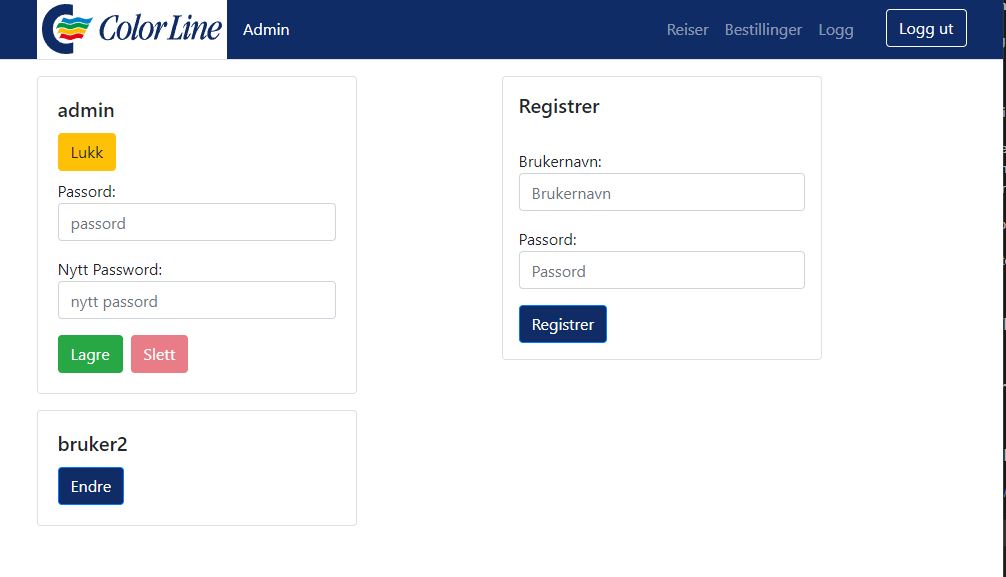 Color Line Admin Reiser Bestillinger Logg Logg ut
admin
Lukk
Passord:
passord
Nytt Password:
nytt passord
Lagre Slett
bruker2
Endre
Registrer
Brukernavn:
Brukernavn
Passord:
Passord
Registrer